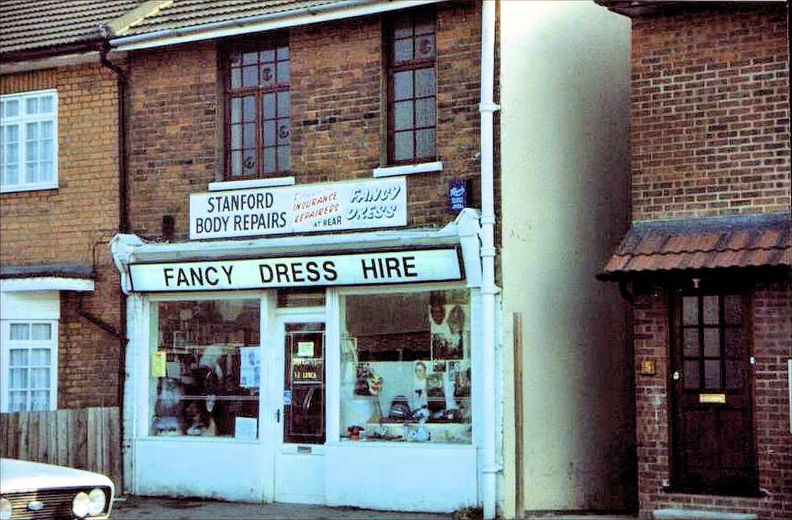 STANFORD
BODY REPAIRS
INSURANCE
REPAIRERS
AT REAR
FANCY
DRESS
FANCY DRESS HIRE